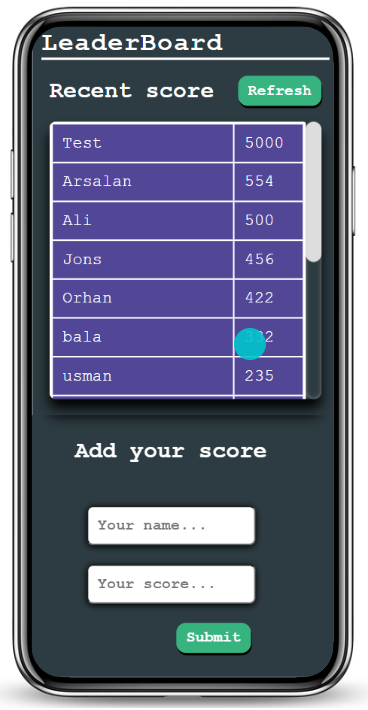 LeaderBoard
Recent score Refresh
Test 5000
Arsalan 554
Ali 500
Jons 456
Orhan 422
bala
usman 235
Add your score
Your name...
Your score...
Submit